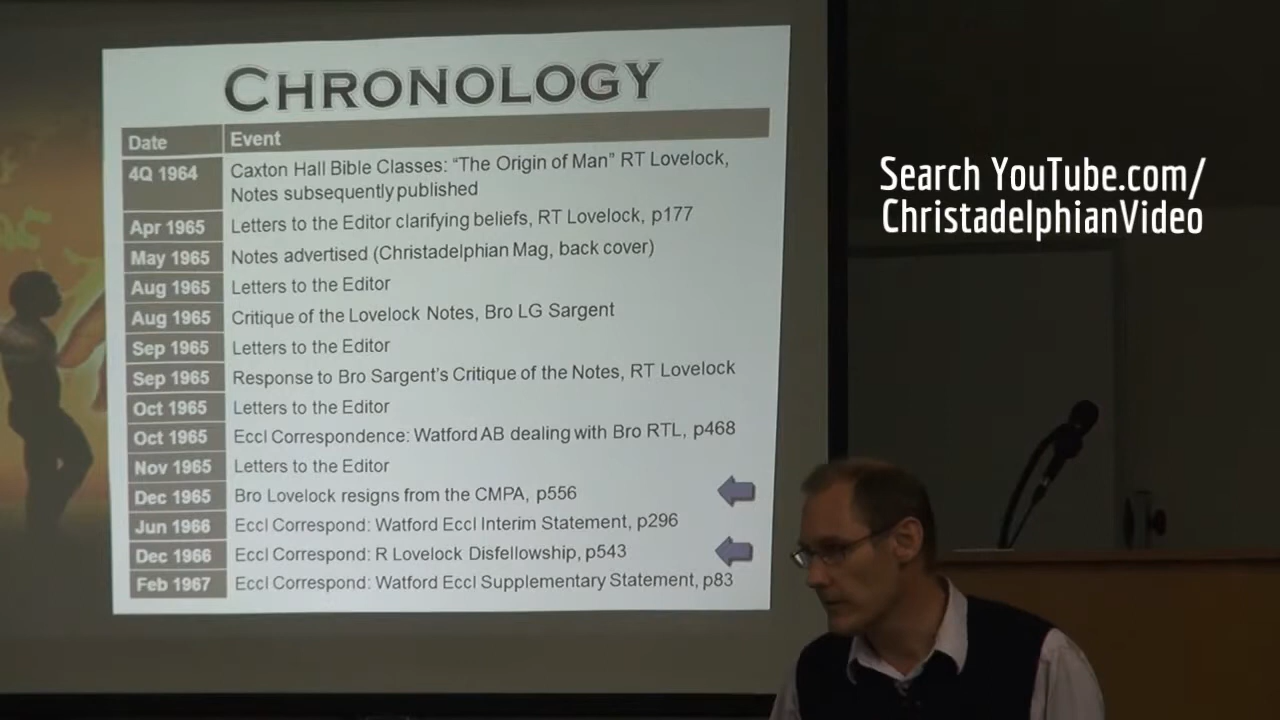 CHRONOLOGY
Date Event
4Q 1964 Caxton Hall Bible Classes: “The Origin of Man” RT Lovelock,
Notes subsequently published
Apr 1965 Letters to the Editor clarifying beliefs, RT Lovelock, p177
May 1965 Notes advertised (Christadelphian Mag, back cover)
Aug 1965 Letters to the Editor
Aug 1965 Critique of the Lovelock Notes, Bro LG Sargent
Sep 1965 Letters to the Editor
Sep 1965 Response to Bro Sargent's Critique of the Notes, RT Lovelock
Oct 1965 Letters to the Editor
Oct 1965 Eccl Correspondence: Watford AB dealing with Bro RTL, p468
Nov 1965 Letters to the Editor
Dec 1965 Bro Lovelock resigns from the CMPA, p556
Jun 1966 Eccl Correspond: Watford Eccl Interim Statement, p296
Dec 1966 Eccl Correspond: R Lovelock Disfellowship, p543
Feb 1967 Eccl Correspond: Watford Eccl Supplementary Statement, p83
Search YouTube.com/
ChristadelphianVideo